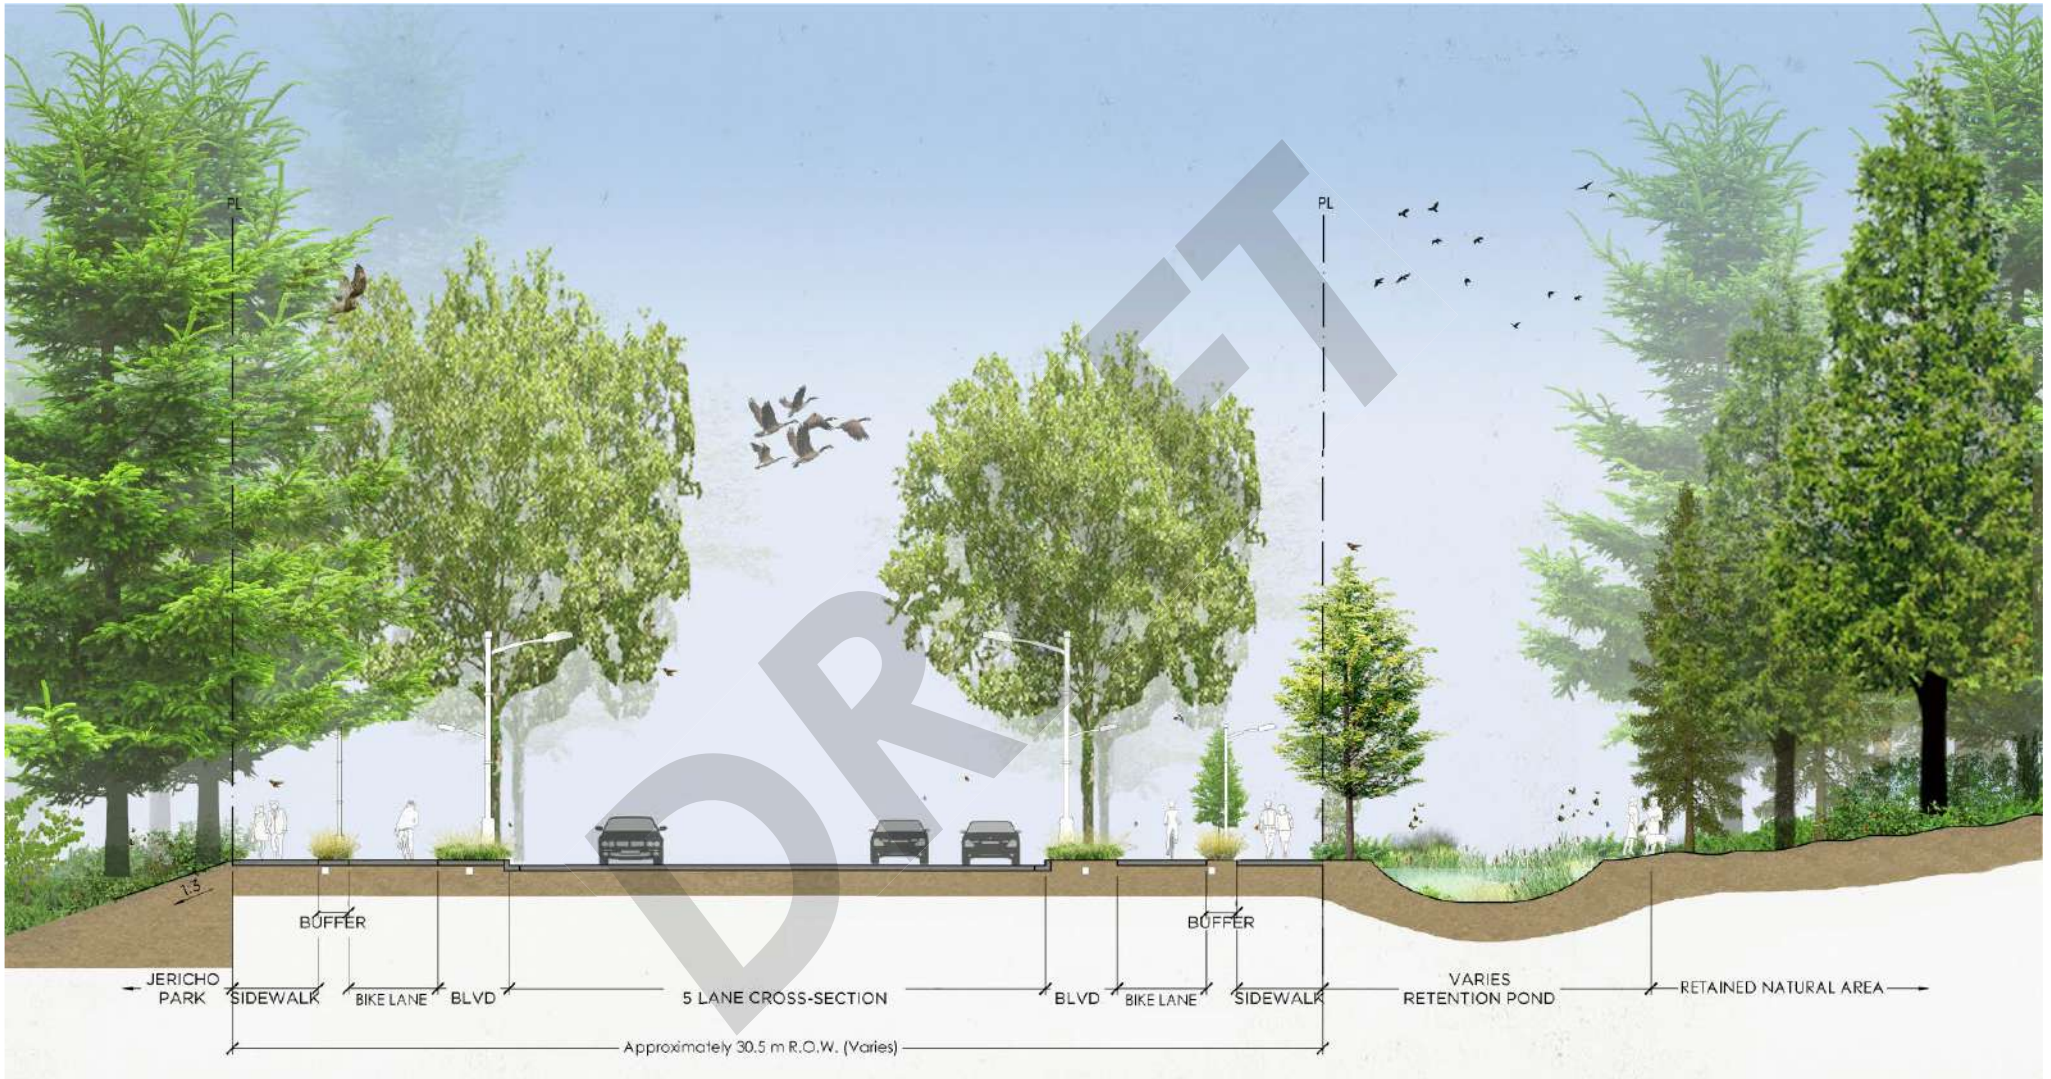 PL
PL
DRAFT
1:3
BUFFER
BUFFER
JERICHO
PARK
SIDEWALK
BIKE LANE
BLVD
5 LANE CROSS-SECTION
BLVD
BIKE LANE
SIDEWALK
VARIES
RETENTION POND
RETAINED NATURAL AREA
Approximately 30.5 m R.O.W. (Varies)